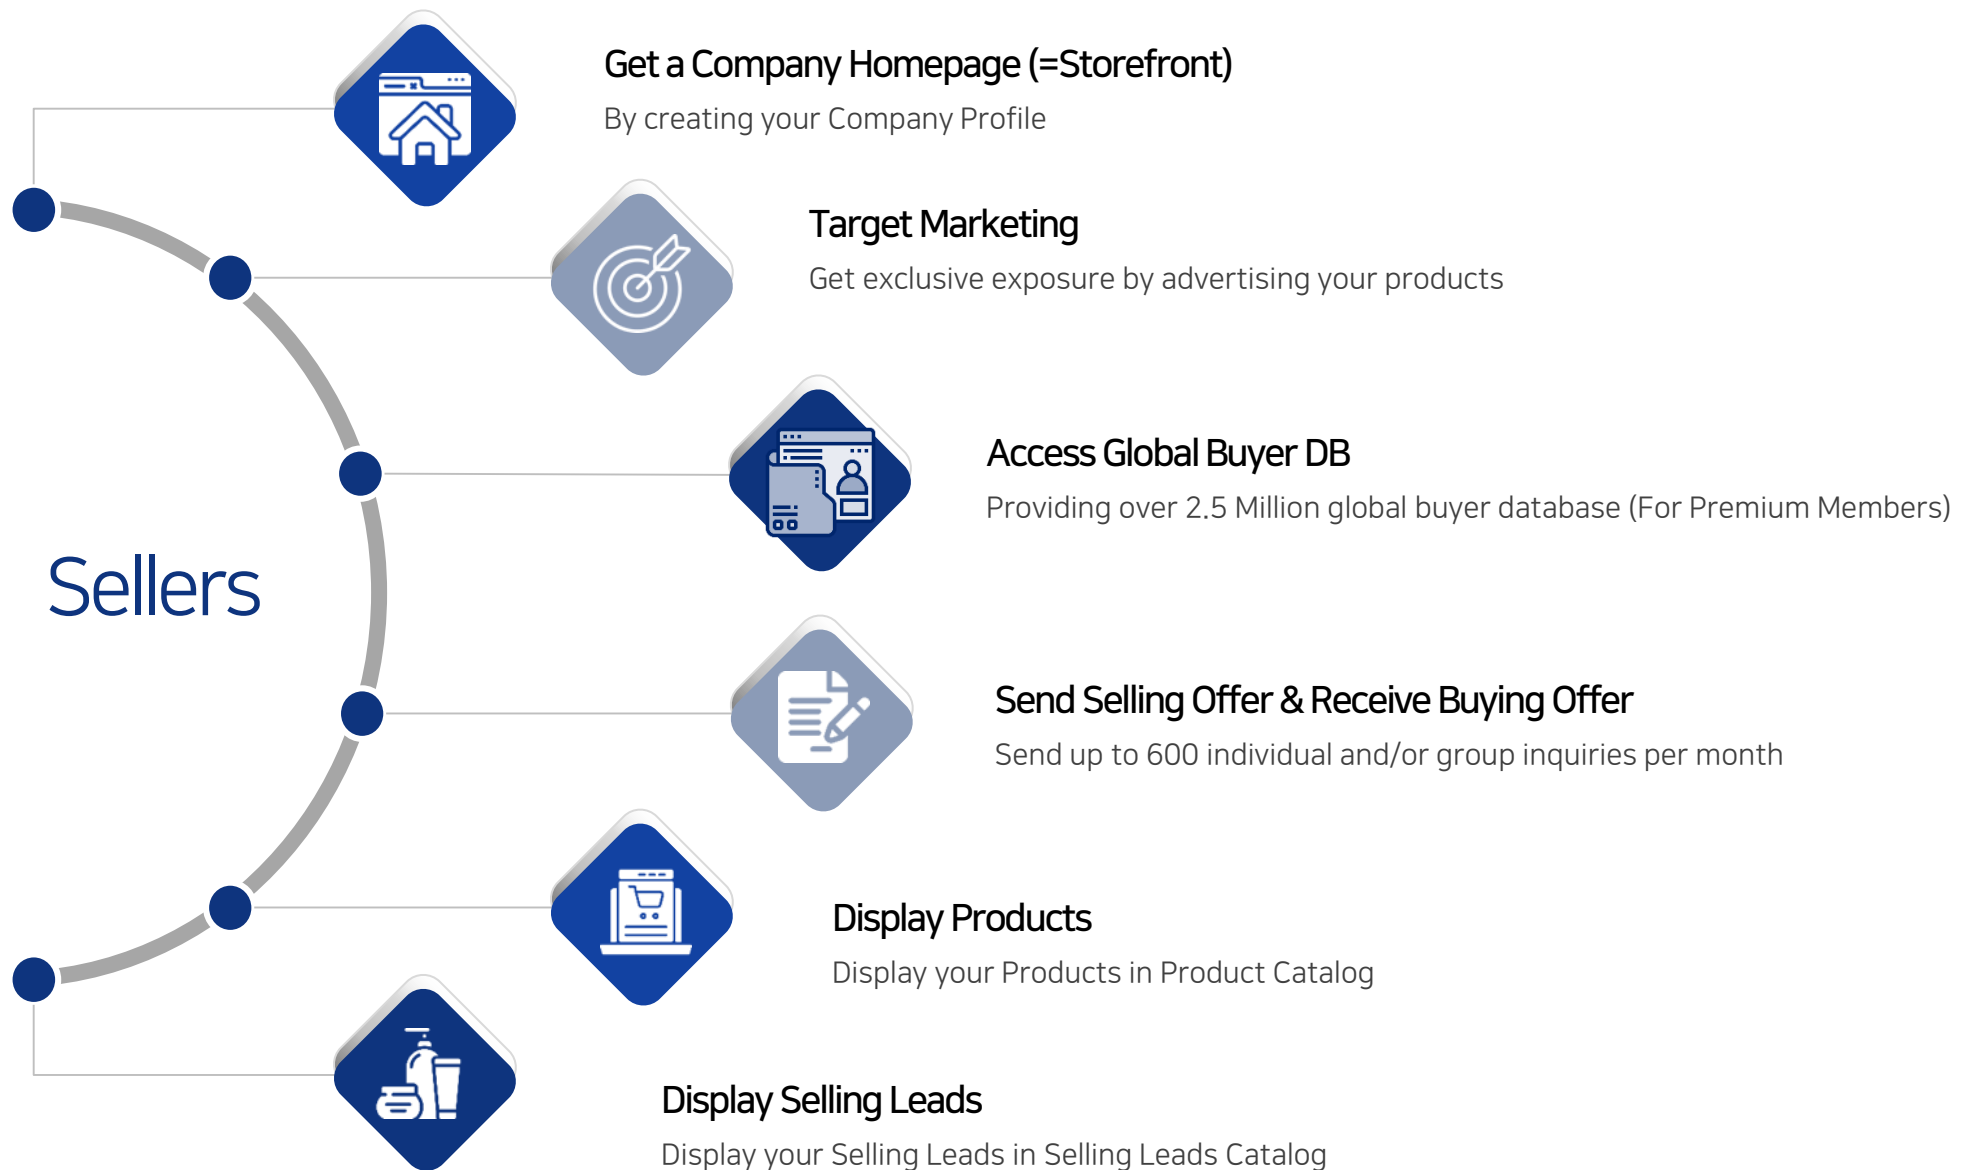 Get a Company Homepage (=Storefront)
By creating your Company Profile
Target Marketing
Get exclusive exposure by advertising your products
Access Global Buyer DB
Providing over 2.5 Million global buyer database (For Premium Members)
Sellers
Send Selling Offer & Receive Buying Offer
Send up to 600 individual and/or group inquiries per month
Display Products
Display your Products in Product Catalog
Display Selling Leads
Display your Selling Leads in Selling Leads Catalog